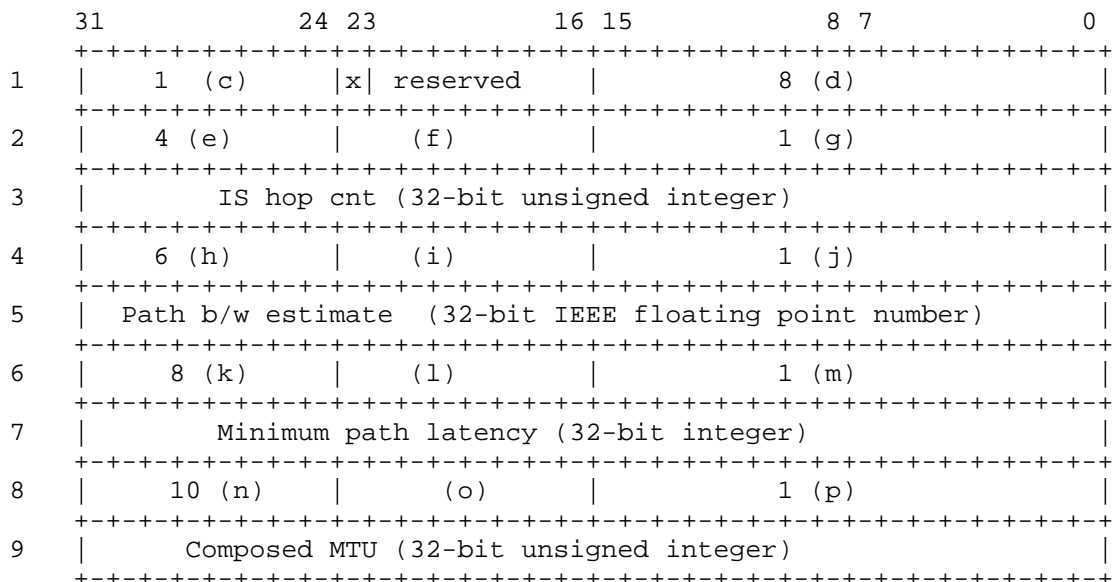 31 24 23 16 15 8 7 0
+-+-+-+-+-+-+-+-+-+-+-+-+-+-+-+-+-+-+-+-+-+-+-+-+-+-+-+-+-+-+-+-+
1 | 1 (c) |x| reserved | 8 (d) |
+-+-+-+-+-+-+-+-+-+-+-+-+-+-+-+-+-+-+-+-+-+-+-+-+-+-+-+-+-+-+-+-+
2 | 4 (e) | (f) | 1 (g) |
+-+-+-+-+-+-+-+-+-+-+-+-+-+-+-+-+-+-+-+-+-+-+-+-+-+-+-+-+-+-+-+-+
3 | IS hop cnt (32-bit unsigned integer) |
+-+-+-+-+-+-+-+-+-+-+-+-+-+-+-+-+-+-+-+-+-+-+-+-+-+-+-+-+-+-+-+-+
4 | 6 (h) | (i) | 1 (j) |
+-+-+-+-+-+-+-+-+-+-+-+-+-+-+-+-+-+-+-+-+-+-+-+-+-+-+-+-+-+-+-+-+
5 | Path b/w estimate (32-bit IEEE floating point number) |
+-+-+-+-+-+-+-+-+-+-+-+-+-+-+-+-+-+-+-+-+-+-+-+-+-+-+-+-+-+-+-+-+
6 | 8 (k) | (l) | 1 (m) |
+-+-+-+-+-+-+-+-+-+-+-+-+-+-+-+-+-+-+-+-+-+-+-+-+-+-+-+-+-+-+-+-+
7 | Minimum path latency (32-bit integer) |
+-+-+-+-+-+-+-+-+-+-+-+-+-+-+-+-+-+-+-+-+-+-+-+-+-+-+-+-+-+-+-+-+
8 | 10 (n) | (o) | 1 (p) |
+-+-+-+-+-+-+-+-+-+-+-+-+-+-+-+-+-+-+-+-+-+-+-+-+-+-+-+-+-+-+-+-+
9 | Composed MTU (32-bit unsigned integer) |
+-+-+-+-+-+-+-+-+-+-+-+-+-+-+-+-+-+-+-+-+-+-+-+-+-+-+-+-+-+-+-+-+